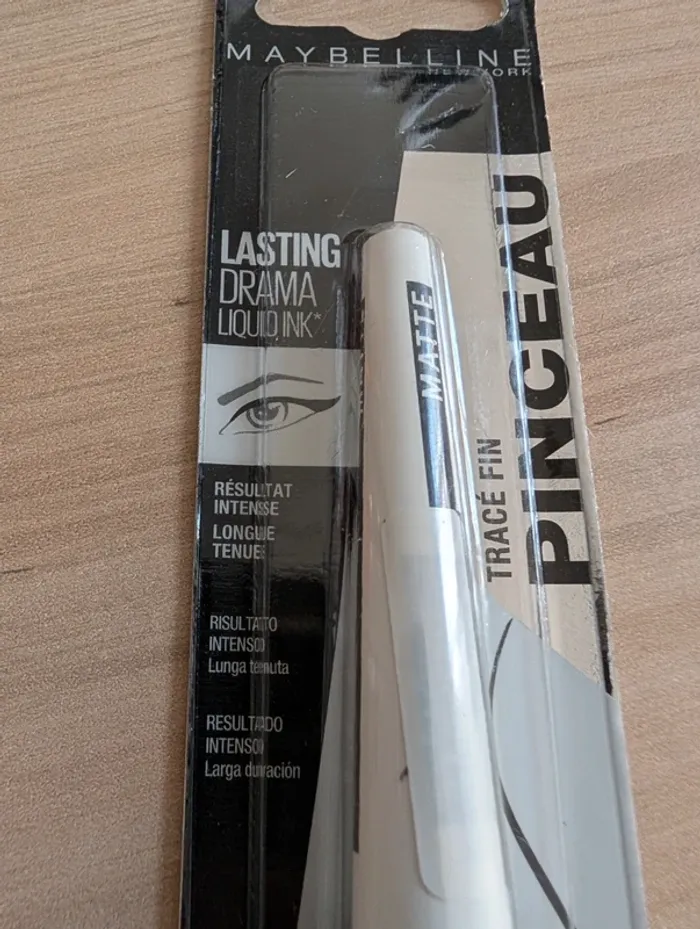 MAYBELLINE
NEW YORK
LASTING
DRAMA
LIQUID INK*
MATTE
TRACÉ FIN
PINCEAU
RÉSULTAT
INTENSE
LONGUE
TENUE
RISULTATO
INTENSO
Lunga tenuta
RESULTADO
INTENSO
Larga duración